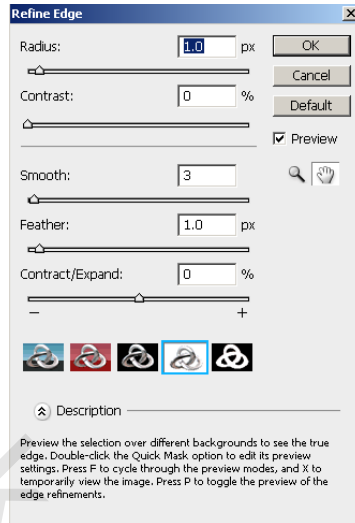 Refine Edge
Radius: 1.0 px
OK
Cancel
Contrast: 0 %
Default
Preview
Smooth: 3
Feather: 1.0 px
Contract/Expand: 0 %
− +
Description
Preview the selection over different backgrounds to see the true
edge. Double-click the Quick Mask option to edit its preview
settings. Press F to cycle through the preview modes, and X to
temporarily view the image. Press P to toggle the preview of the
edge refinements.